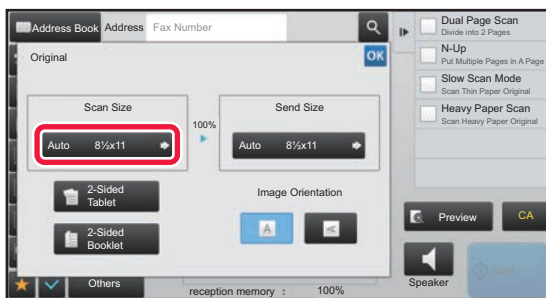 Address Book Address Fax Number
Original
OK
Scan Size
Send Size
100%
Auto 8½x11
Auto 8½x11
2-Sided
Tablet
Image Orientation
2-Sided
Booklet
A
A
Others
reception memory : 100%
Dual Page Scan
Divide into 2 Pages
N-Up
Put Multiple Pages in A Page
Slow Scan Mode
Scan Thin Paper Original
Heavy Paper Scan
Scan Heavy Paper Original
Preview
CA
Speaker
Start